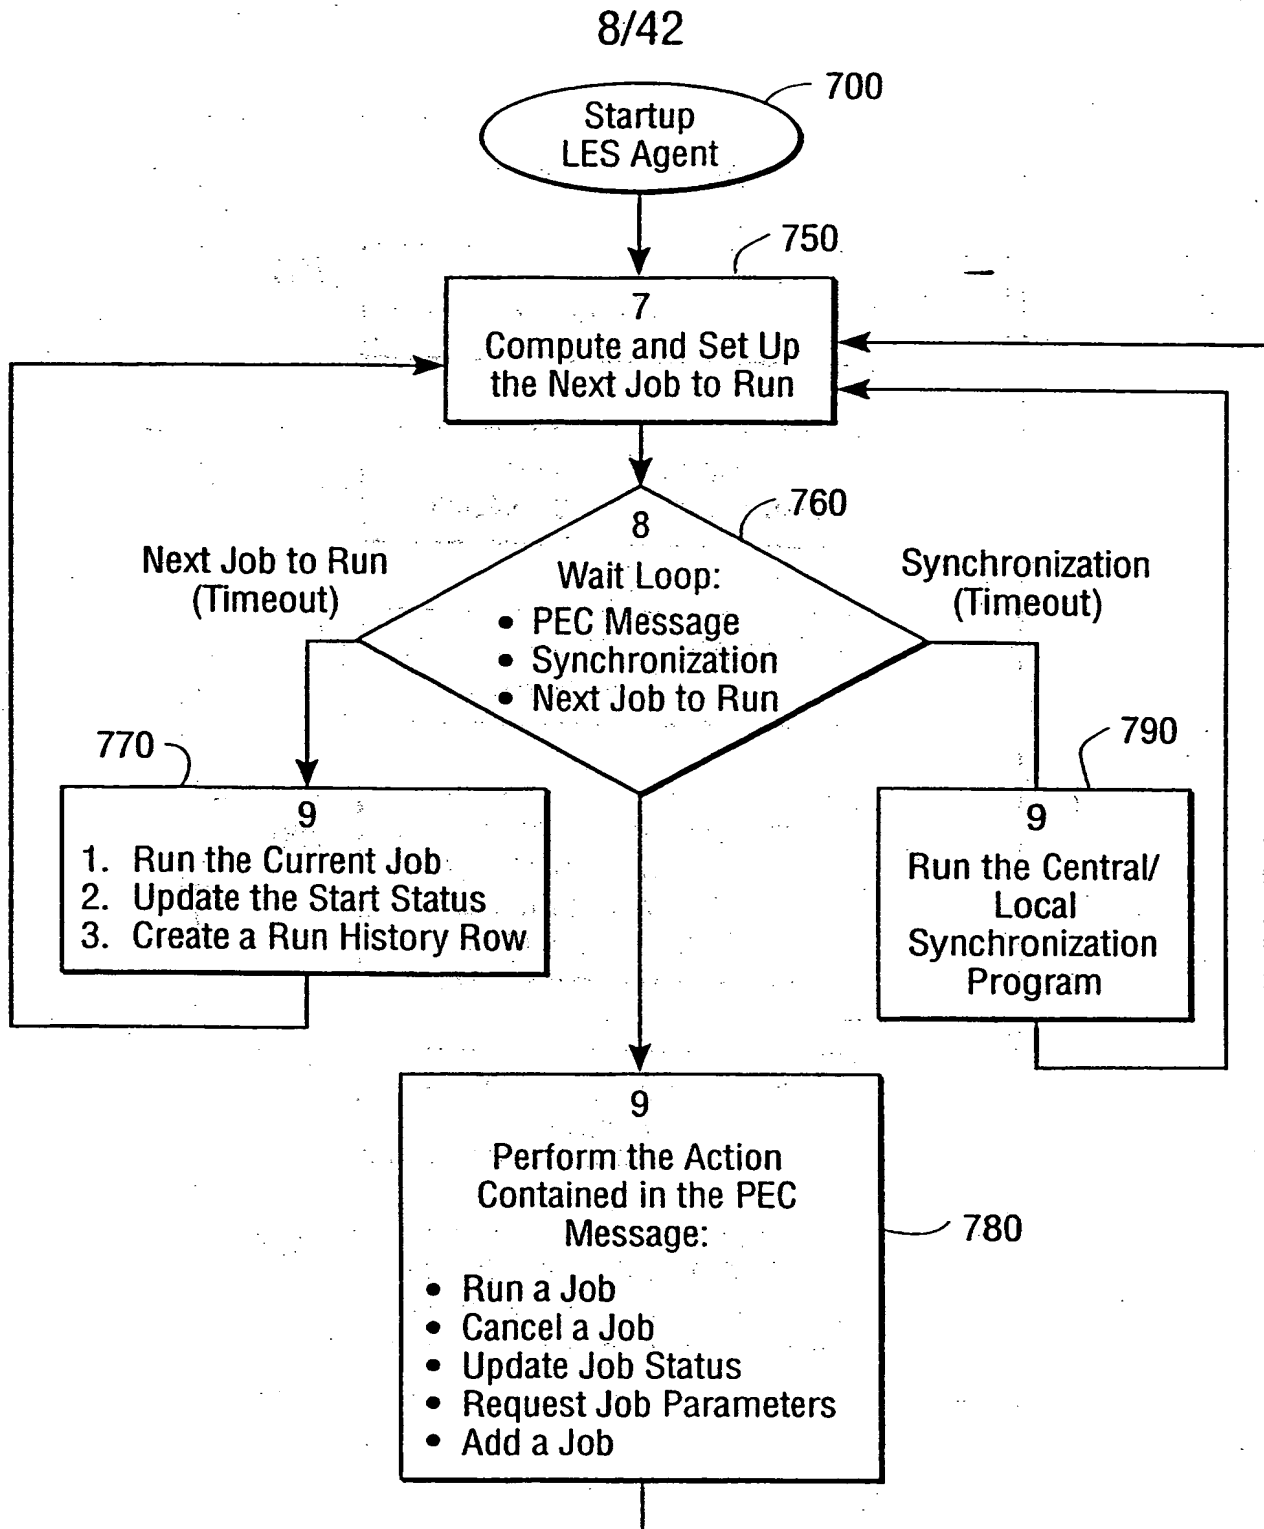 8/42
700
Startup
LES Agent
750
7
Compute and Set Up
the Next Job to Run
760
8
Wait Loop:
• PEC Message
• Synchronization
• Next Job to Run
Next Job to Run
(Timeout)
Synchronization
(Timeout)
770
9
1. Run the Current Job
2. Update the Start Status
3. Create a Run History Row
790
9
Run the Central/
Local
Synchronization
Program
9
Perform the Action
Contained in the PEC
Message:
780
• Run a Job
• Cancel a Job
• Update Job Status
• Request Job Parameters
• Add a Job